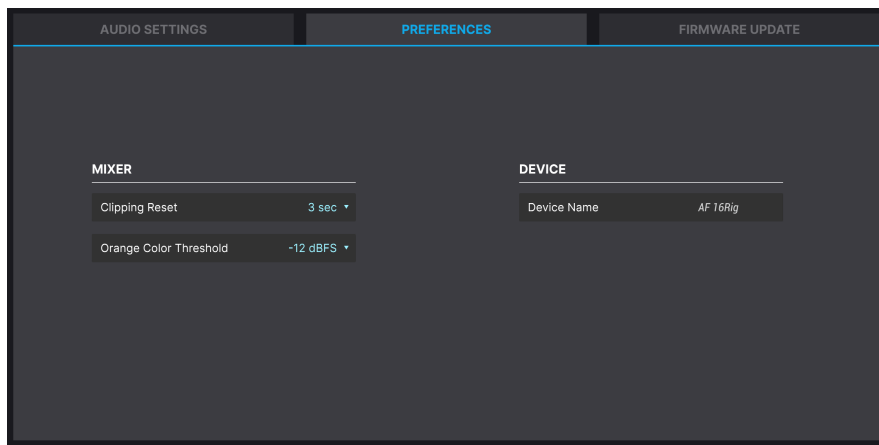 AUDIO SETTINGS
PREFERENCES
FIRMWARE UPDATE
MIXER
Clipping Reset 3 sec
Orange Color Threshold -12 dBFS
DEVICE
Device Name AF 16Rig